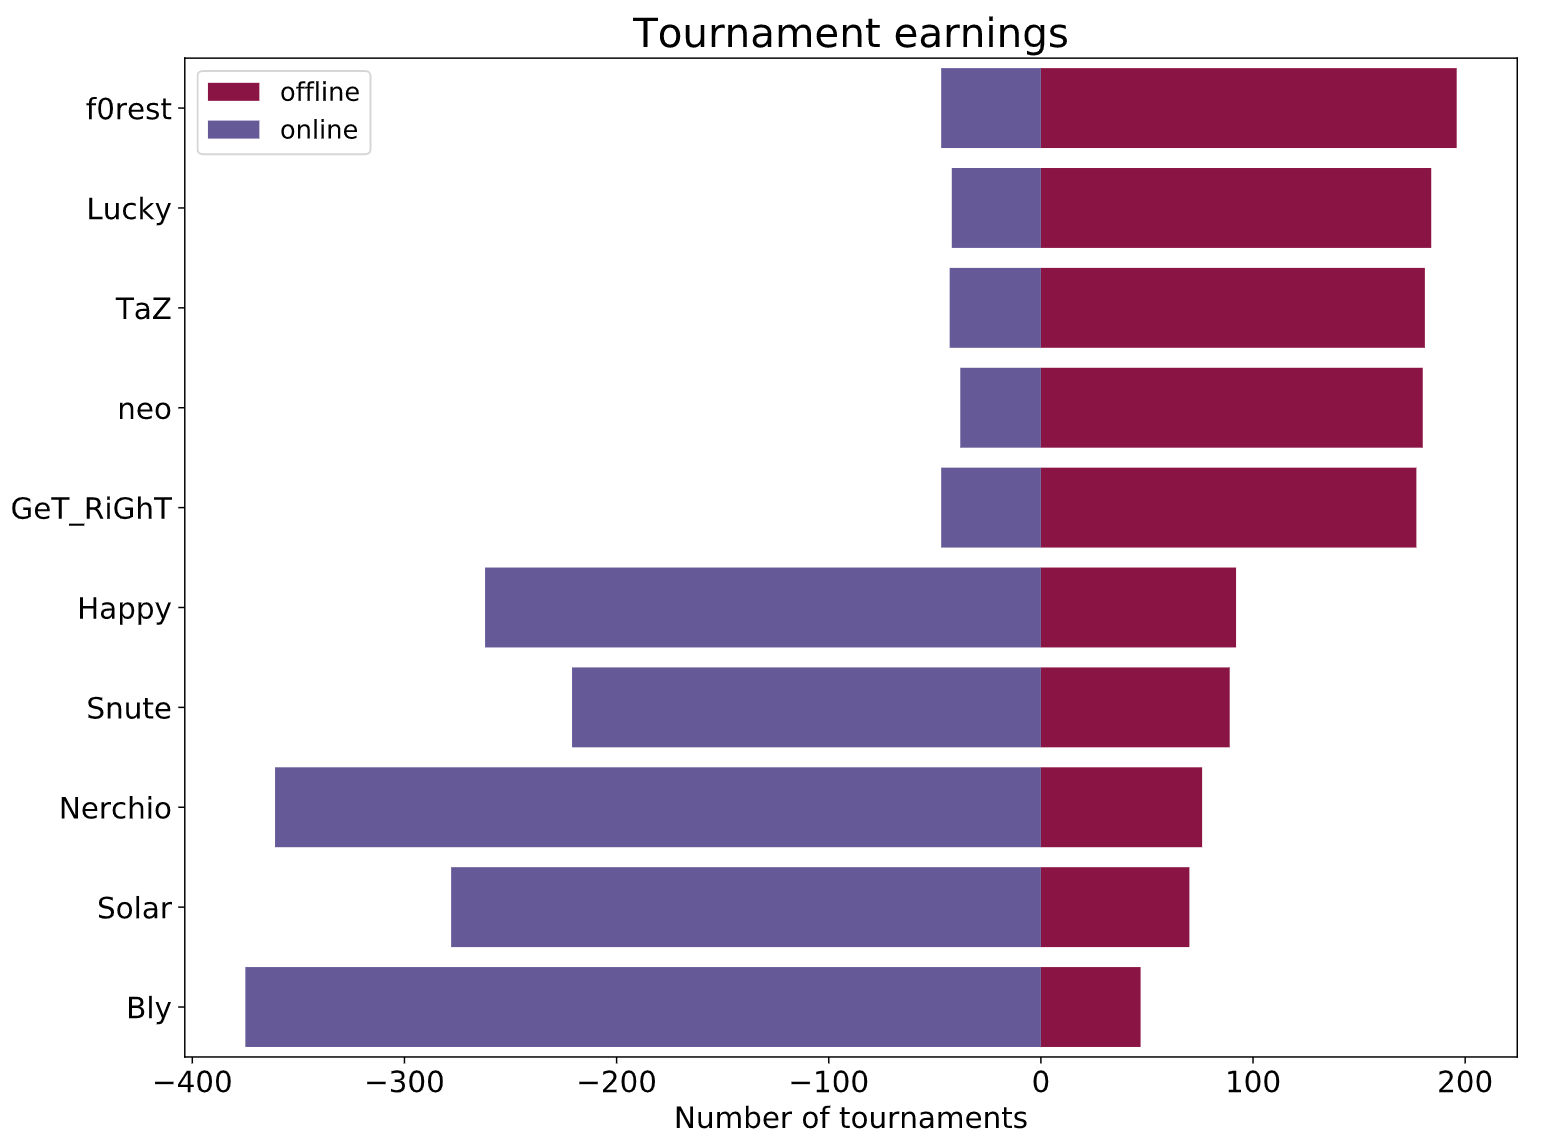 Tournament earnings
offline
online
f0rest
Lucky
TaZ
neo
GeT_RiGhT
Happy
Snute
Nerchio
Solar
Bly
−400 −300 −200 −100 0 100 200
Number of tournaments